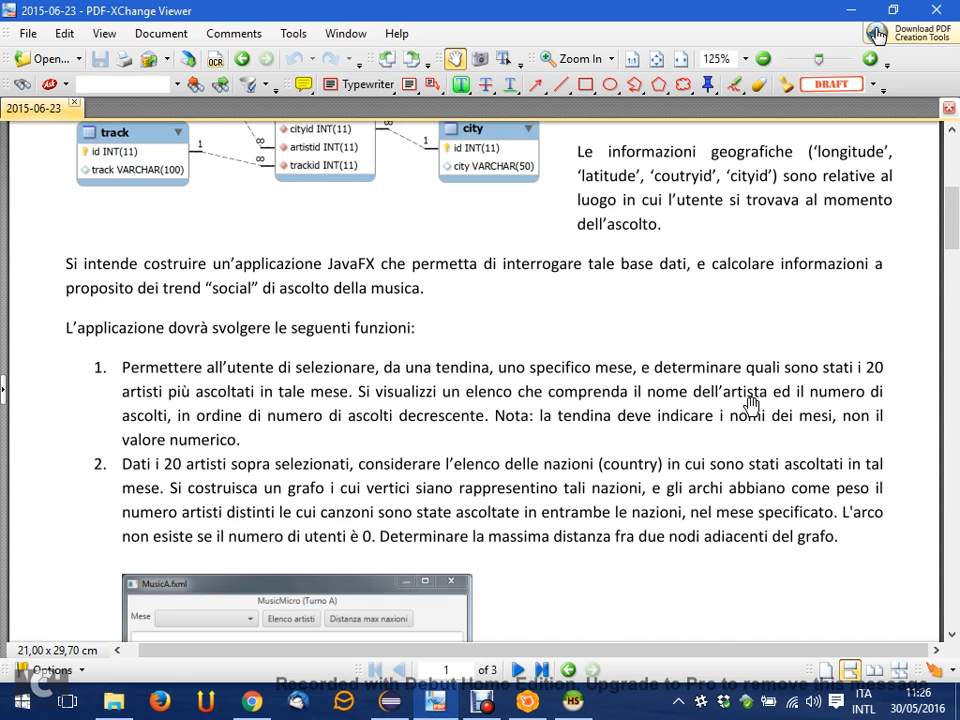 2015-06-23 - PDF-XChange Viewer
File Edit View Document Comments Tools Window Help
Download PDF Creation Tools
Open... OCR Zoom In 125%
Typewriter DRAFT
2015-06-23
track
id INT(11)
track VARCHAR(100)
1
∞
∞
cityid INT(11)
artistid INT(11)
trackid INT(11)
∞
1
city
id INT(11)
city VARCHAR(50)
Le informazioni geografiche (‘longitude’,
‘latitude’, ‘coutryid’, ‘cityid’) sono relative al
luogo in cui l’utente si trovava al momento
dell’ascolto.
Si intende costruire un’applicazione JavaFX che permetta di interrogare tale base dati, e calcolare informazioni a
proposito dei trend “social” di ascolto della musica.
L’applicazione dovrà svolgere le seguenti funzioni:
1. Permettere all’utente di selezionare, da una tendina, uno specifico mese, e determinare quali sono stati i 20
artisti più ascoltati in tale mese. Si visualizzi un elenco che comprenda il nome dell’artista ed il numero di
ascolti, in ordine di numero di ascolti decrescente. Nota: la tendina deve indicare i nomi dei mesi, non il
valore numerico.
2. Dati i 20 artisti sopra selezionati, considerare l’elenco delle nazioni (country) in cui sono stati ascoltati in tal
mese. Si costruisca un grafo i cui vertici siano rappresentino tali nazioni, e gli archi abbiano come peso il
numero artisti distinti le cui canzoni sono state ascoltate in entrambe le nazioni, nel mese specificato. L'arco
non esiste se il numero di utenti è 0. Determinare la massima distanza fra due nodi adiacenti del grafo.
MusicA.fxml
MusicMicro (Turno A)
Mese Elenco artisti Distanza max naxioni
21,00 x 29,70 cm
Options 1 of 3
Recorded with Debut Home Edition. Upgrade to Pro to remove this message
HS ITA INTL 11:26 30/05/2016